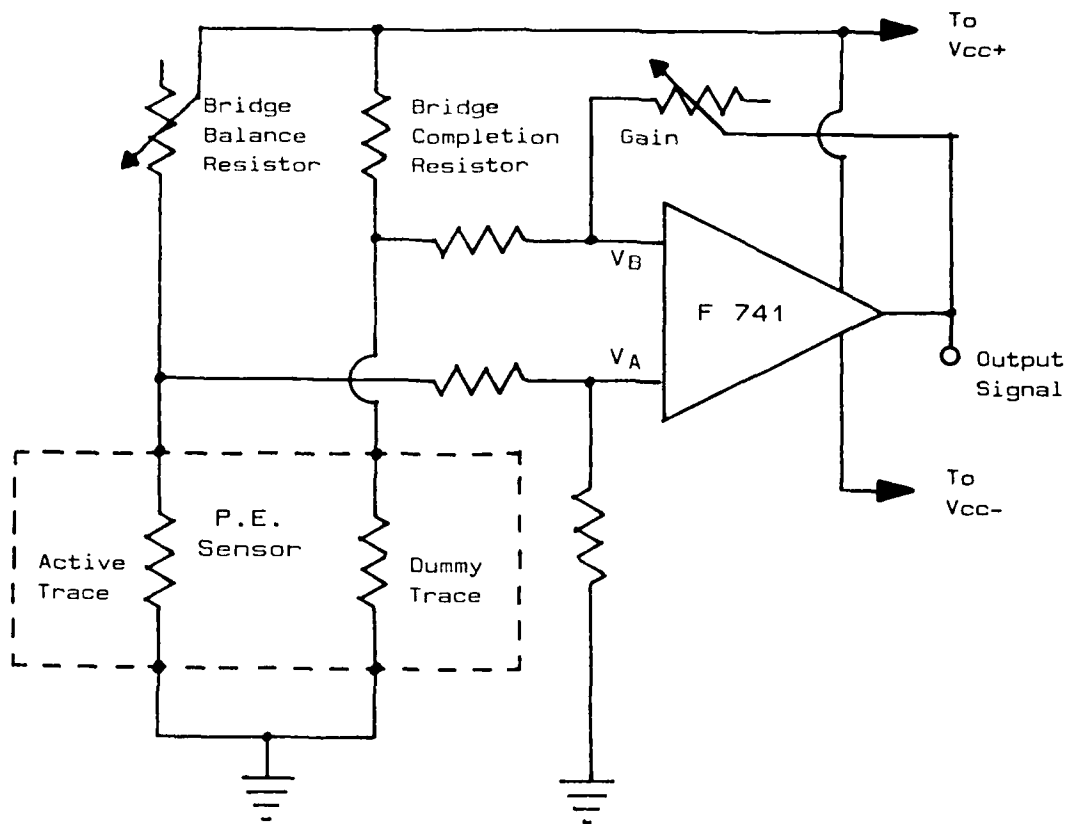 To
Vcc+
Bridge
Balance
Resistor
Bridge
Completion
Resistor
Gain
VB
F 741
VA
Output
Signal
To
Vcc-
P.E.
Sensor
Active
Trace
Dummy
Trace